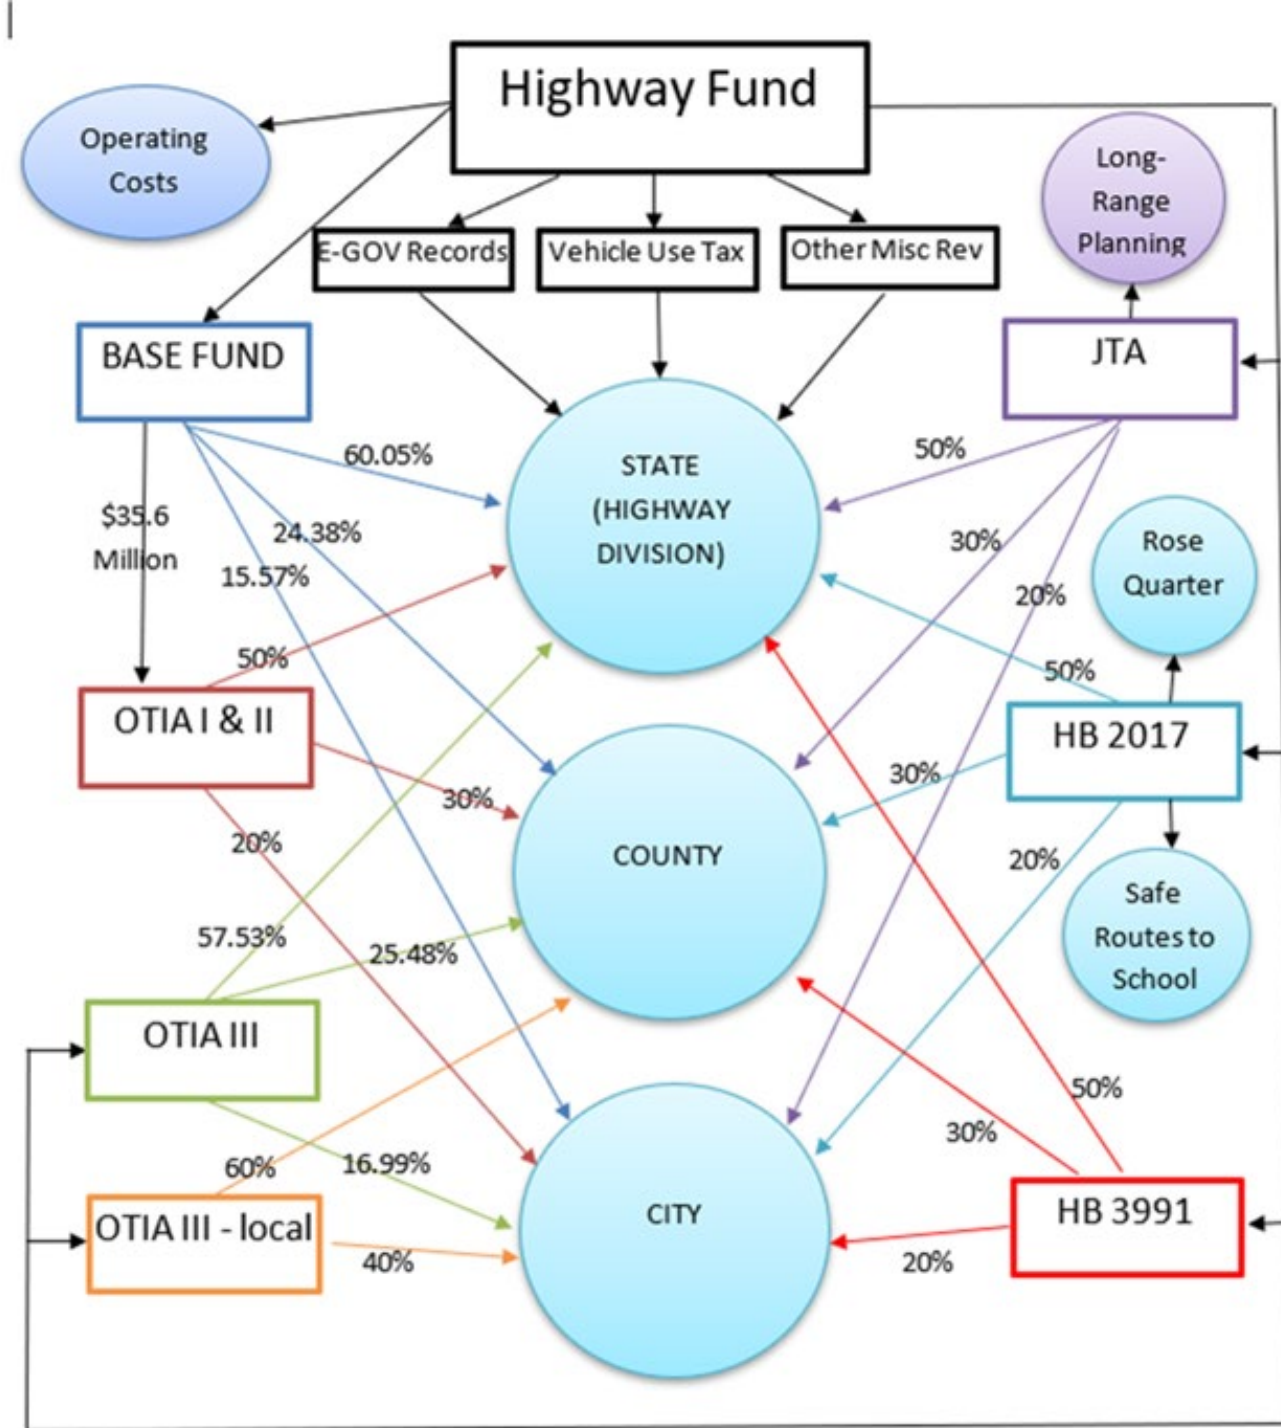 Highway Fund
Operating
Costs
Long-
Range
Planning
E-GOV Records
Vehicle Use Tax
Other Misc Rev
BASE FUND
JTA
60.05%
50%
STATE
(HIGHWAY
DIVISION)
$35.6
Million
24.38%
15.57%
30%
20%
Rose
Quarter
50%
50%
OTIA I & II
HB 2017
30%
30%
20%
COUNTY
20%
Safe
Routes to
School
57.53%
25.48%
OTIA III
50%
30%
60%
16.99%
OTIA III - local
CITY
HB 3991
40%
20%